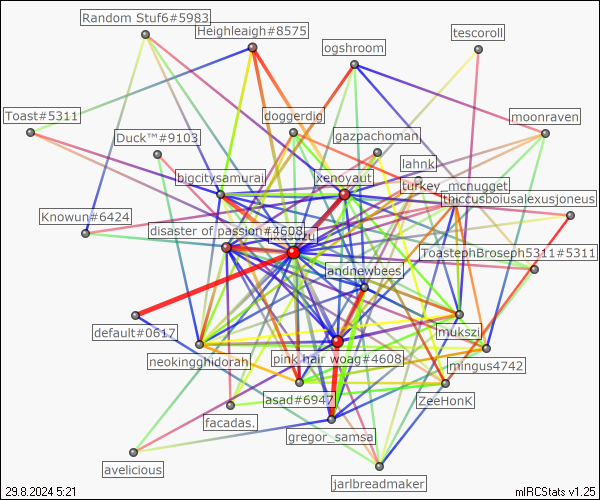 Random Stuf6#5983
Heighleaigh#8575
tescoroll
ogshroom
Toast#5311
doggerdig
moonraven
Duck™#9103
gazpachoman
lahnk
bigcitysamurai
xenoyaut
turkey_mcnugget
thiccusboiusalexusjoneus
Knowun#6424
disaster of passion#4608
ToastephBroseph5311#5311
andnewbees
default#0617
mukszi
neokingghidorah
pink hair woag#4608
mingus4742
asad#6947
ZeeHonK
facadas.
gregor_samsa
avelicious
jarlbreadmaker
29.8.2024 5:21
mIRCStats v1.25